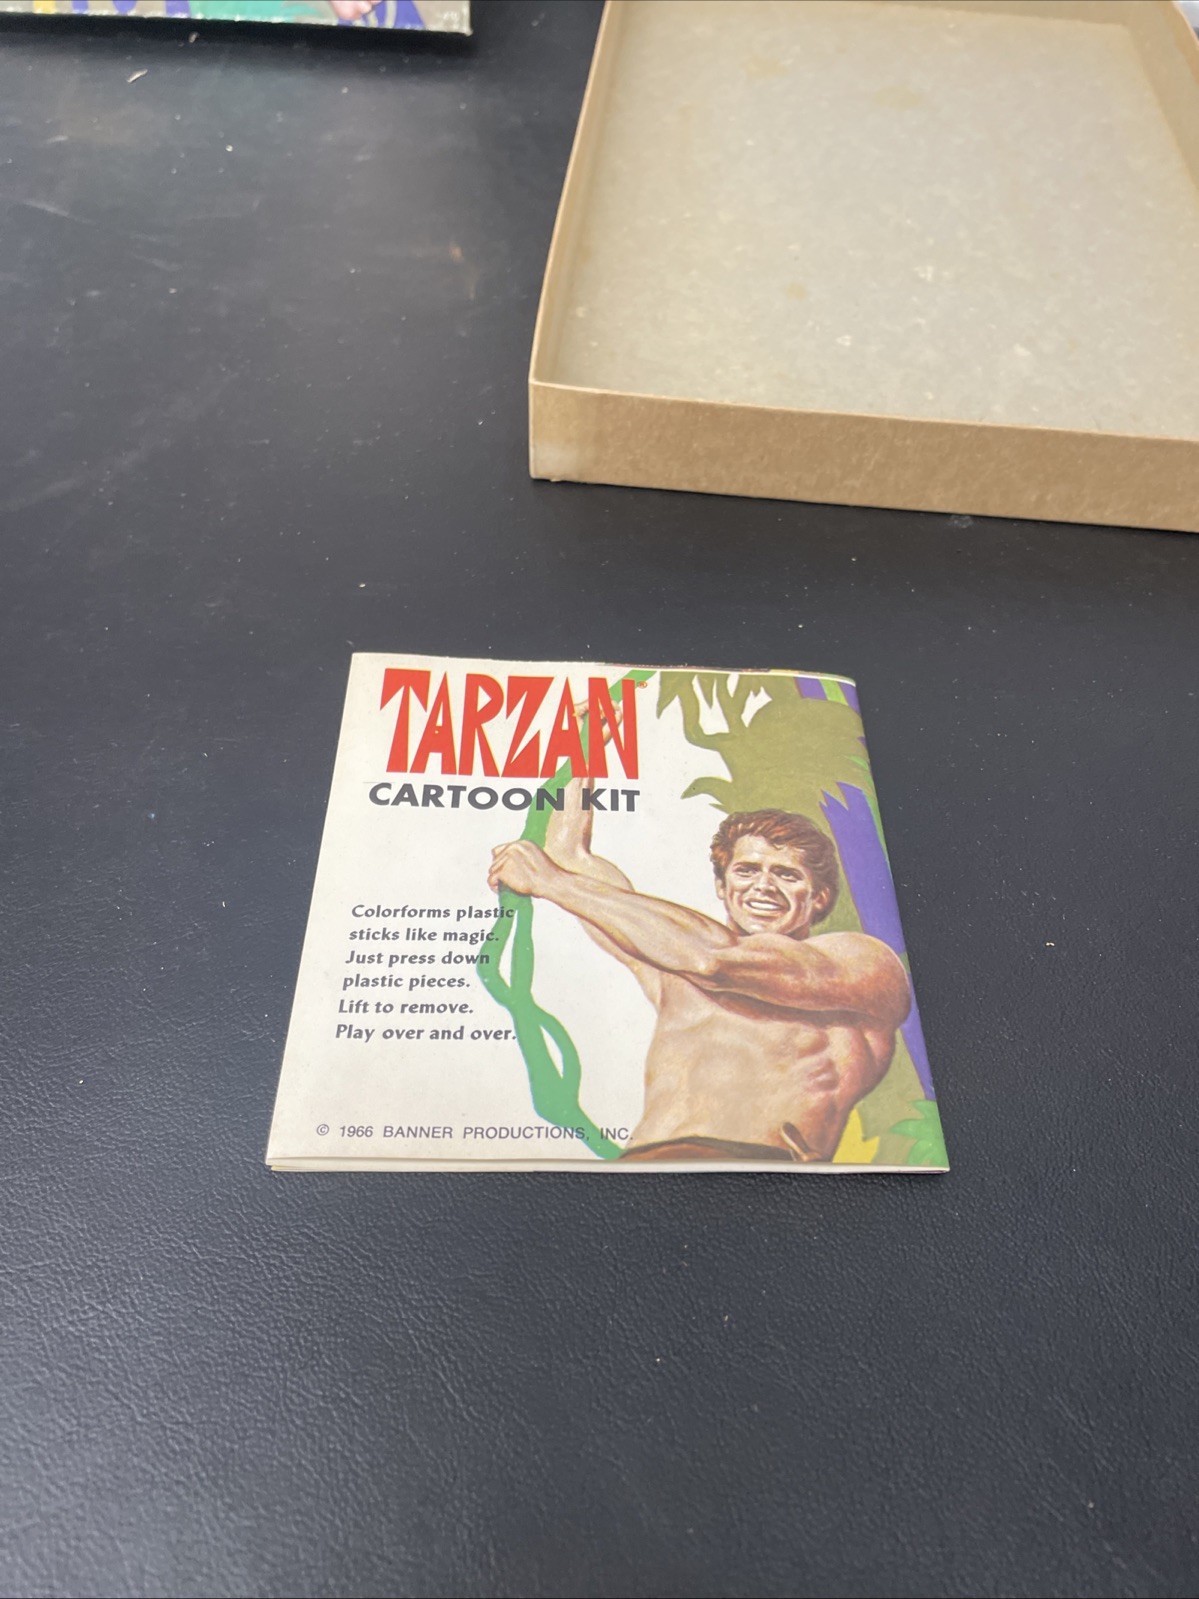 TARZAN®
CARTOON KIT
Colorforms plastic
sticks like magic.
Just press down
plastic pieces.
Lift to remove.
Play over and over.
© 1966 BANNER PRODUCTIONS, INC.